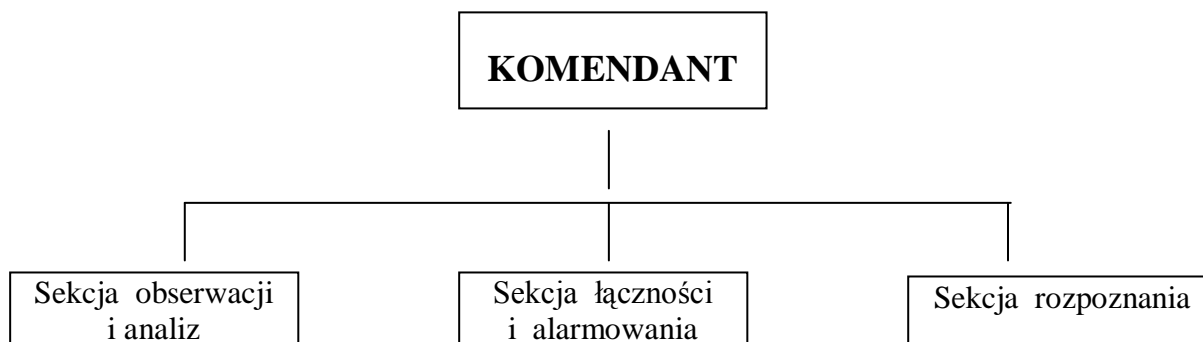 KOMENDANT
Sekcja obserwacji
i analiz
Sekcja łączności
i alarmowania
Sekcja rozpoznania